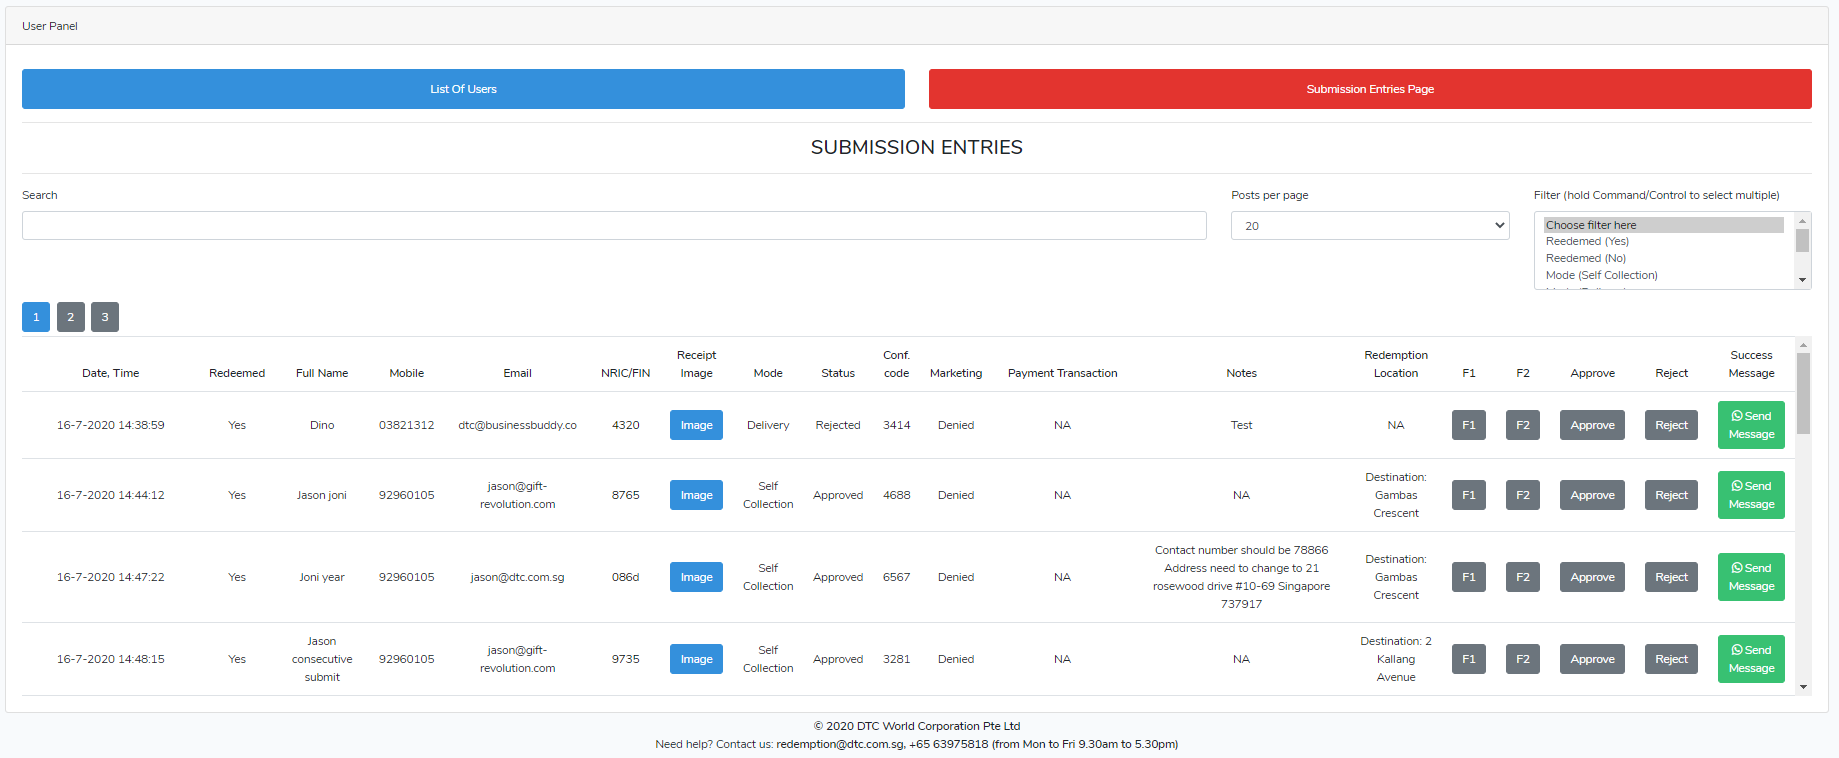 User Panel
List Of Users
Submission Entries Page
SUBMISSION ENTRIES
Search
Posts per page
Filter (hold Command/Control to select multiple)
20
Choose filter here
Reedemed (Yes)
Reedemed (No)
Mode (Self Collection)
1 2 3
Date, Time Redeemed Full Name Mobile Email NRIC/FIN Receipt Image Mode Status Conf. code Marketing Payment Transaction Notes Redemption Location F1 F2 Approve Reject Success Message
16-7-2020 14:38:59 Yes Dino 03821312 dtc@businessbuddy.co 4320 Image Delivery Rejected 3414 Denied NA Test NA F1 F2 Approve Reject Send Message
16-7-2020 14:44:12 Yes Jason joni 92960105 jason@gift-revolution.com 8765 Image Self Collection Approved 4688 Denied NA NA Destination: Gambas Crescent F1 F2 Approve Reject Send Message
16-7-2020 14:47:22 Yes Joni year 92960105 jason@dtc.com.sg 086d Image Self Collection Approved 6567 Denied NA Contact number should be 78866 Address need to change to 21 rosewood drive #10-69 Singapore 737917 Destination: Gambas Crescent F1 F2 Approve Reject Send Message
16-7-2020 14:48:15 Yes Jason consecutive submit 92960105 jason@gift-revolution.com 9735 Image Self Collection Approved 3281 Denied NA NA Destination: 2 Kallang Avenue F1 F2 Approve Reject Send Message
© 2020 DTC World Corporation Pte Ltd
Need help? Contact us: redemption@dtc.com.sg, +65 63975818 (from Mon to Fri 9.30am to 5.30pm)